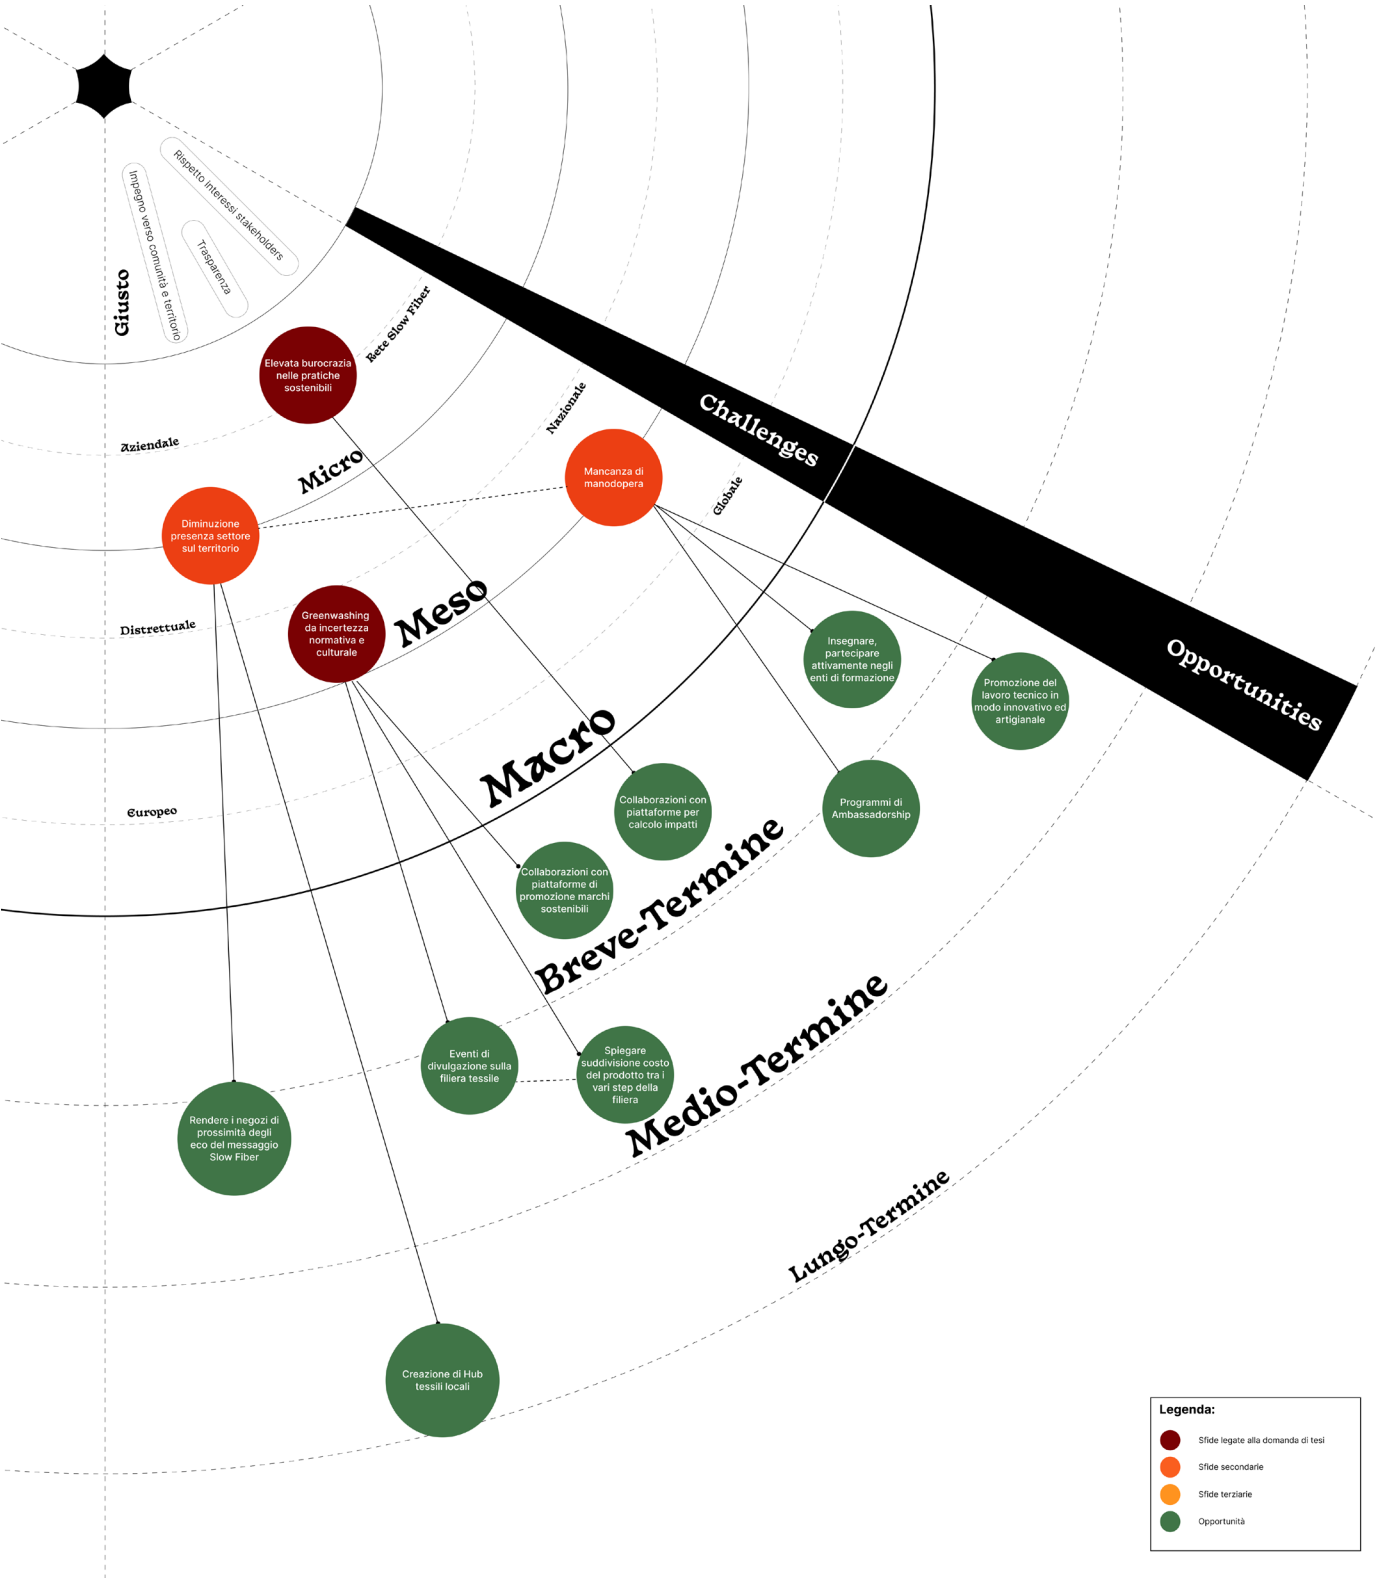 Rispetto interessi stakeholders
Impegno verso comunità e territorio
Trasparenza
Giusto
Rete Slow Fiber
Elevata burocrazia
nelle pratiche
sostenibili
Aziendale
Micro
Nazionale
Challenges
Mancanza di
manodopera
Globale
Diminuzione
presenza settore
sul territorio
Distrettuale
Greenwashing
da incertezza
normativa e
culturale
Meso
Insegnare,
partecipare
attivamente negli
enti di formazione
Promozione del
lavoro tecnico in
modo innovativo ed
artigianale
Opportunities
Macro
Europeo
Collaborazioni con
piattaforme per
calcolo impatti
Programmi di
Ambassadorship
Collaborazioni con
piattaforme di
promozione marchi
sostenibili
Breve-Termine
Eventi di
divulgazione sulla
filiera tessile
Spiegare
suddivisione costo
del prodotto tra i
vari step della
filiera
Medio-Termine
Rendere i negozi di
prossimità degli
eco del messaggio
Slow Fiber
Lungo-Termine
Creazione di Hub
tessili locali
Legenda:
Sfide legate alla domanda di tesi
Sfide secondarie
Sfide terziarie
Opportunità